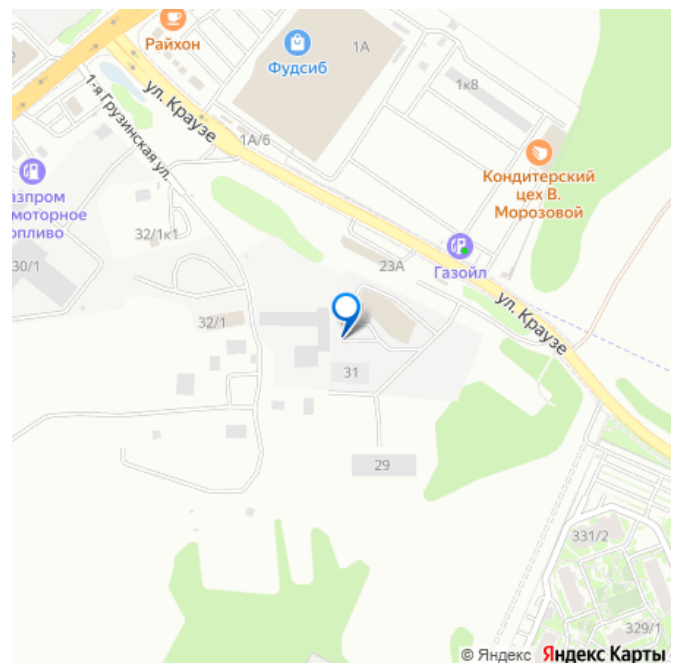 2
Райхон
Фудсиб
1А
1к8
ул. Краузе
1-я Грузинская ул.
1А/6
Кондитерский
цех В.
Морозовой
азпром
моторное
опливо
32/1к1
30/1
23А
Газойл
ул. Краузе
32/1
31
29
331/2
329/1
© Яндекс Яндекс Карты